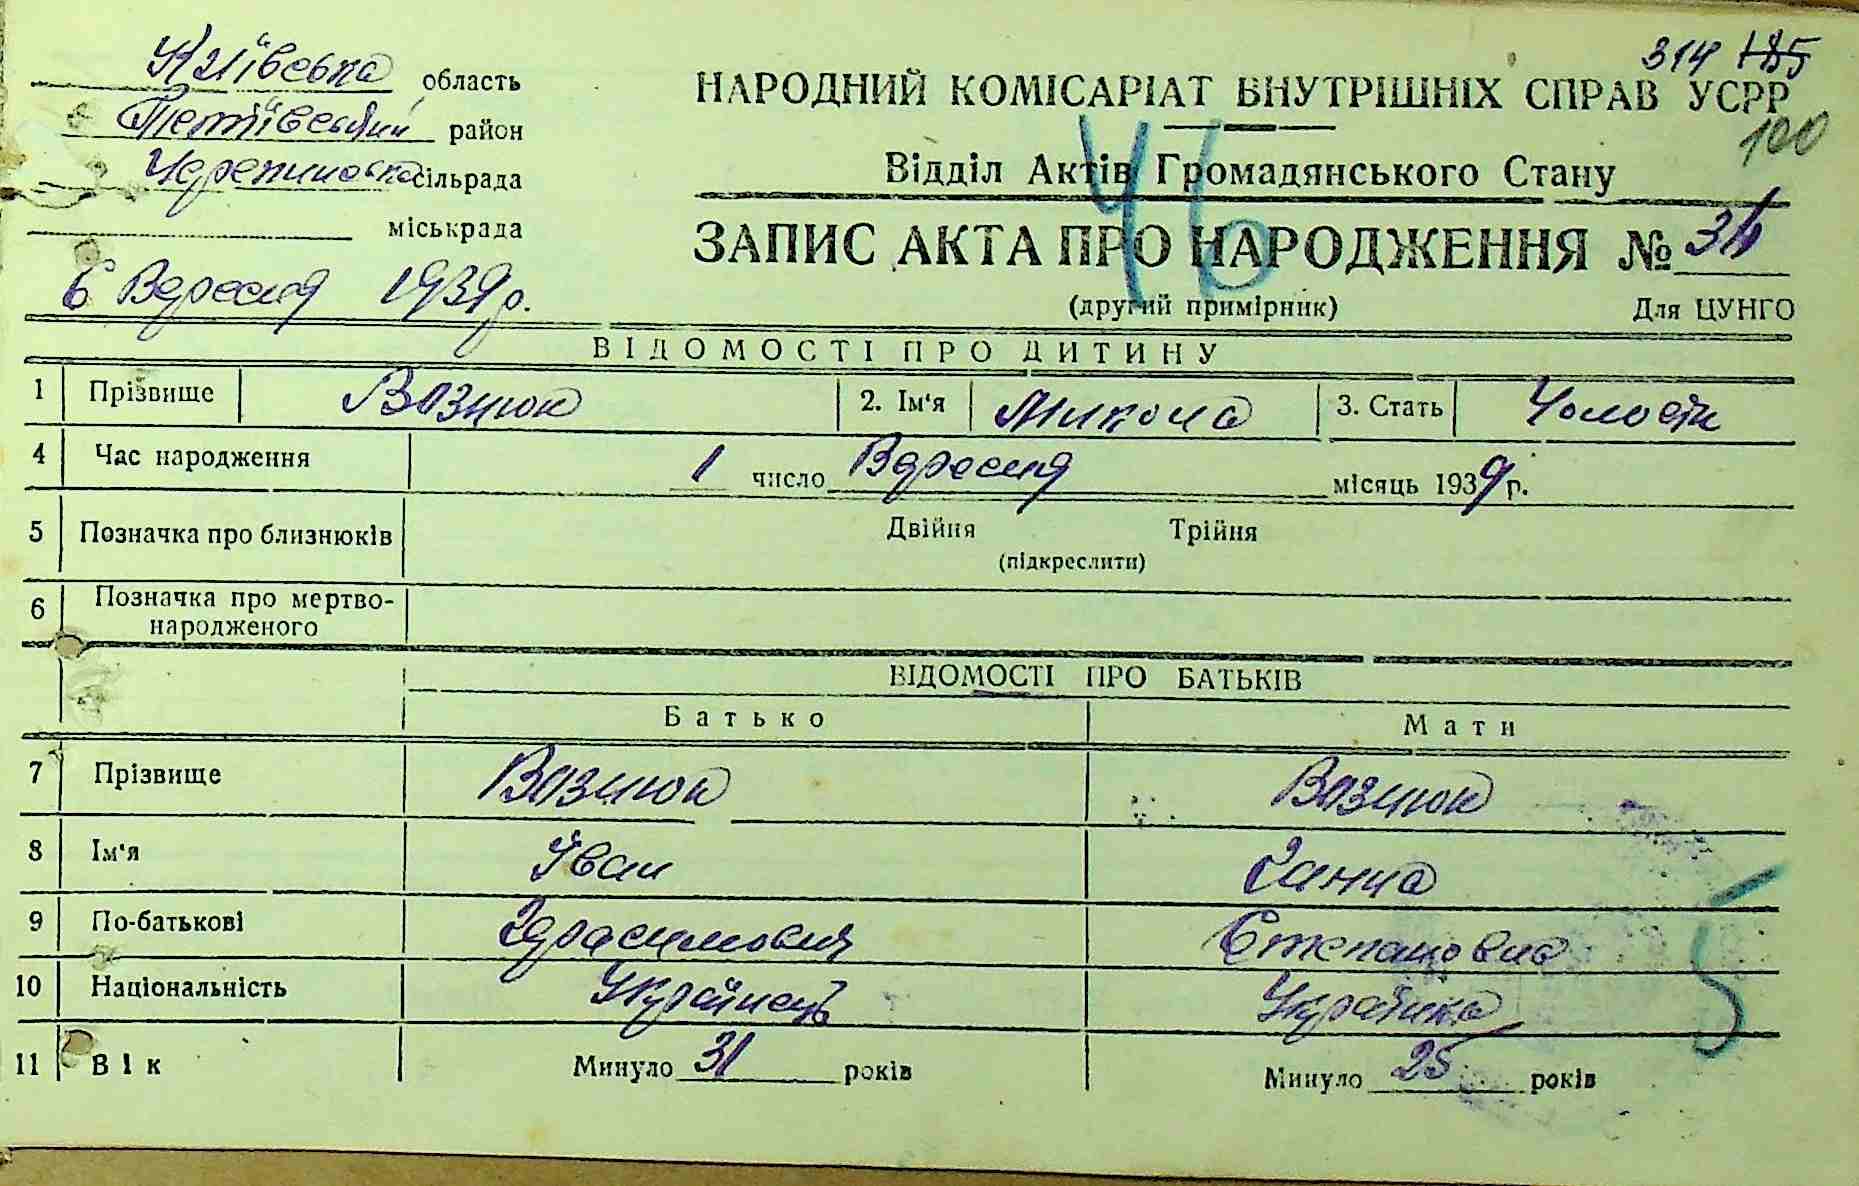 314 185
Київська область
Тетіївський район
100
сільрада
міськрада
6 Вересня 1939 р.
НАРОДНИЙ КОМІСАРІАТ ВНУТРІШНІХ СПРАВ УСРР
Відділ Актів Громадянського Стану
46
ЗАПИС АКТА ПРО НАРОДЖЕННЯ №
(другий примірник) Для ЦУНГО
ВІДОМОСТІ ПРО ДИТИНУ
1 Прізвище Вознюк 2. Ім'я Микола 3. Стать
4 Час народження 1 число Вересня місяць 1939 р.
5 Позначка про близнюків Двійня Трійня
(підкреслити)
6 Позначка про мертво-
народженого
ВІДОМОСТІ ПРО БАТЬКІВ
Батько Мати
7 Прізвище Вознюк Вознюк
8 Ім'я Іван Ганна
9 По-батькові Герасимович Степановна
10 Національність Українець Українка
11 Вік Минуло 31 років Минуло 25 років